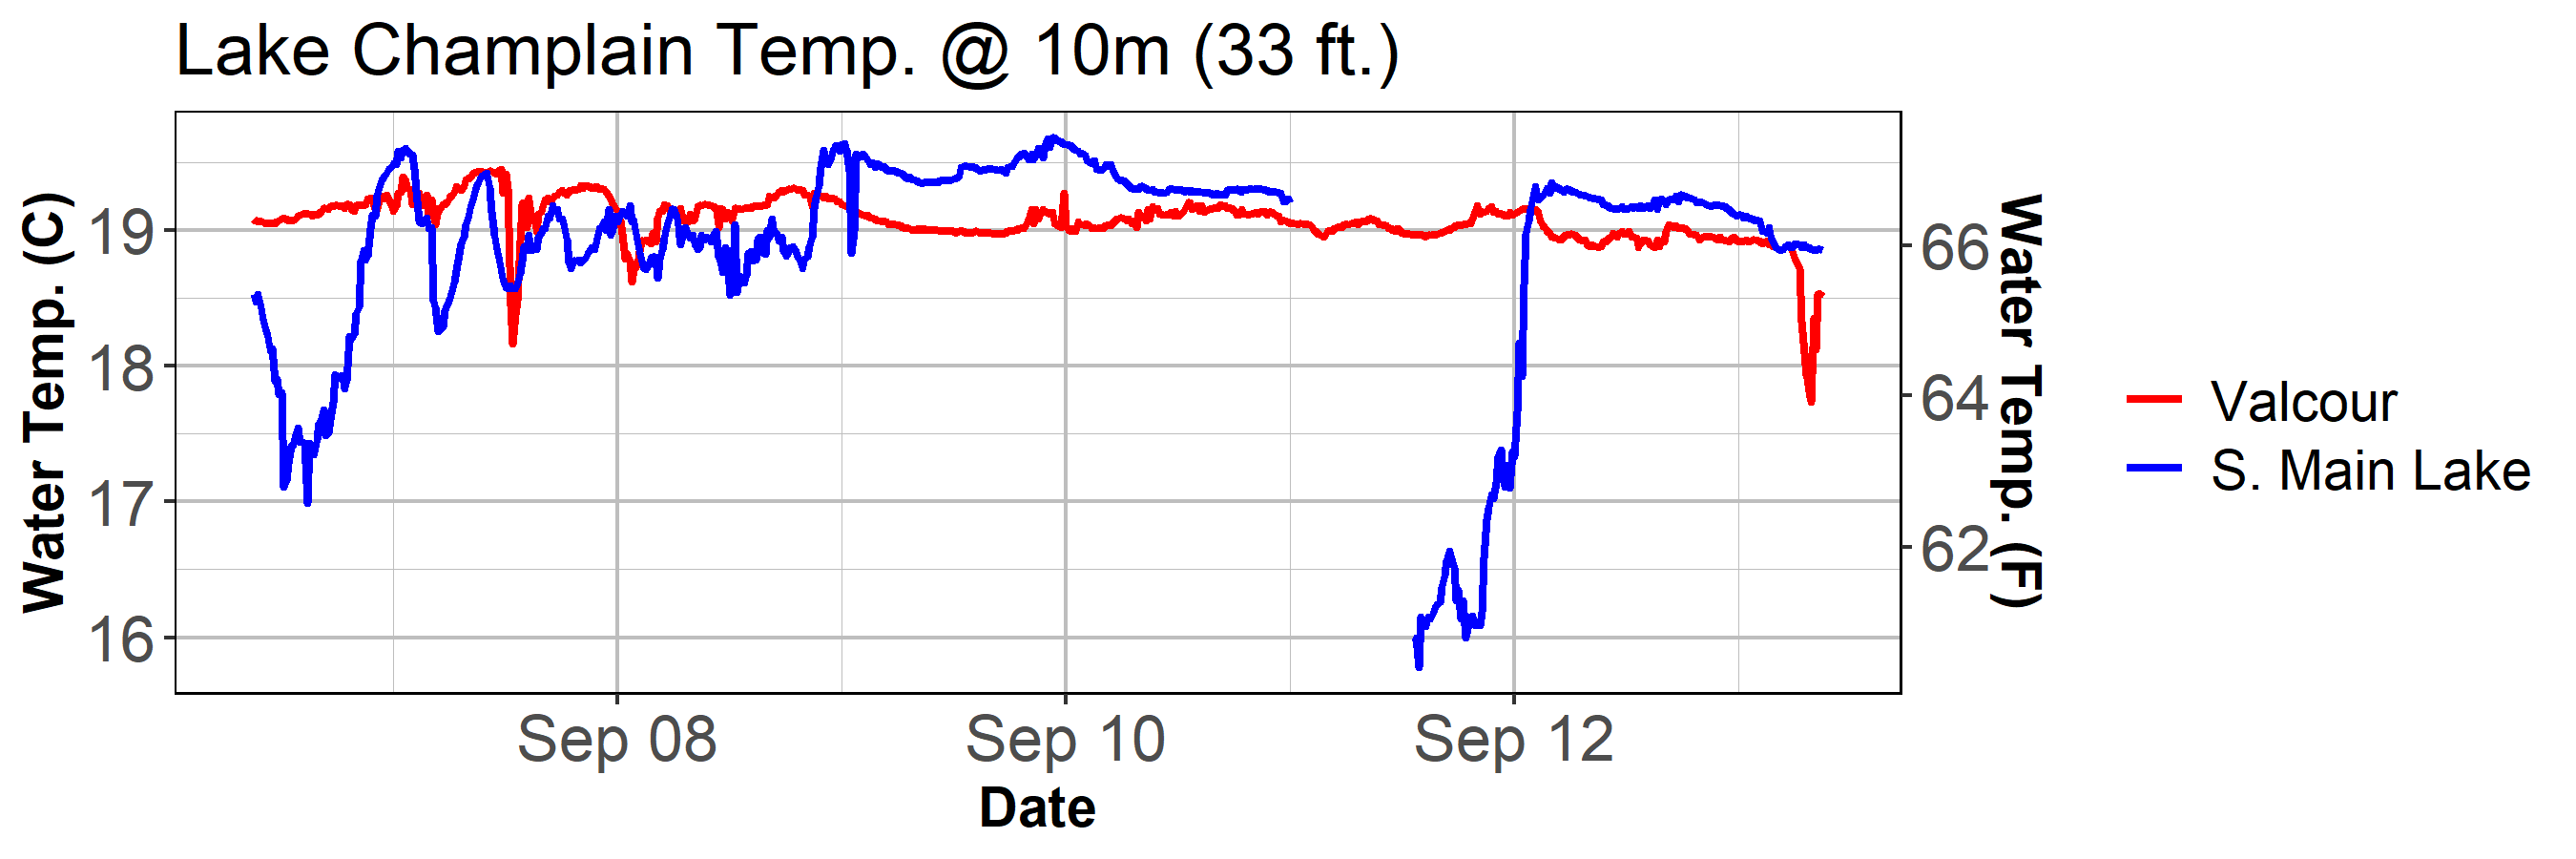 Lake Champlain Temp. @ 10m (33 ft.)
Water Temp. (C)
19
18
17
16
66
64
62
Water Temp. (F)
Sep 08
Sep 10
Sep 12
Date
Valcour
S. Main Lake